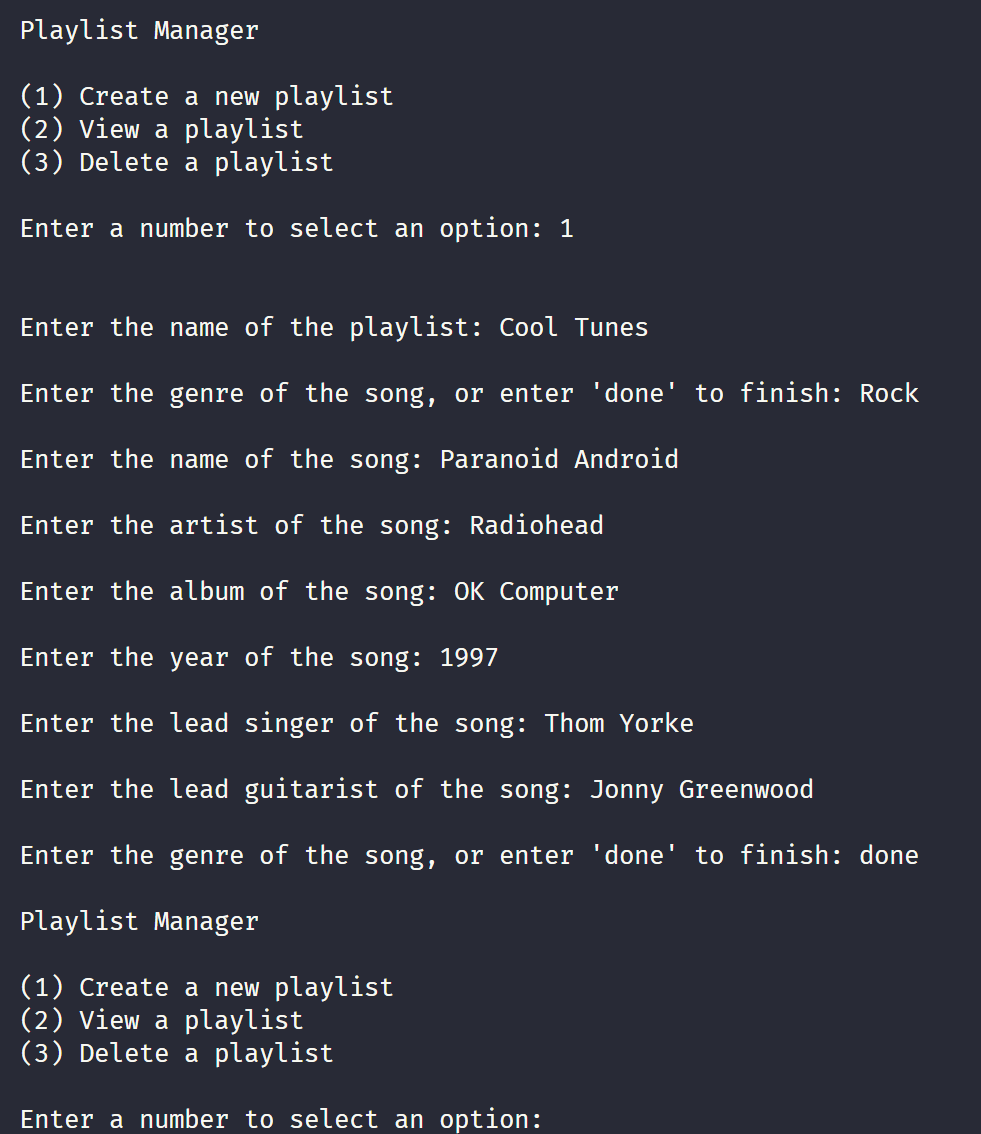 Playlist Manager
(1) Create a new playlist
(2) View a playlist
(3) Delete a playlist
Enter a number to select an option: 1
Enter the name of the playlist: Cool Tunes
Enter the genre of the song, or enter 'done' to finish: Rock
Enter the name of the song: Paranoid Android
Enter the artist of the song: Radiohead
Enter the album of the song: OK Computer
Enter the year of the song: 1997
Enter the lead singer of the song: Thom Yorke
Enter the lead guitarist of the song: Jonny Greenwood
Enter the genre of the song, or enter 'done' to finish: done
Playlist Manager
(1) Create a new playlist
(2) View a playlist
(3) Delete a playlist
Enter a number to select an option: